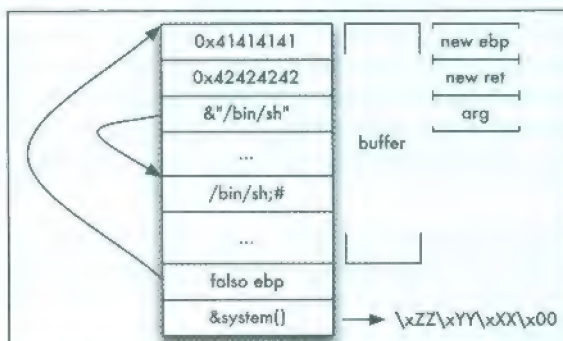 0x41414141
new ebp
0x42424242
new ret
&"/bin/sh"
arg
...
buffer
/bin/sh;#
...
falso ebp
&system()
\xZZ\xYY\xXX\x00